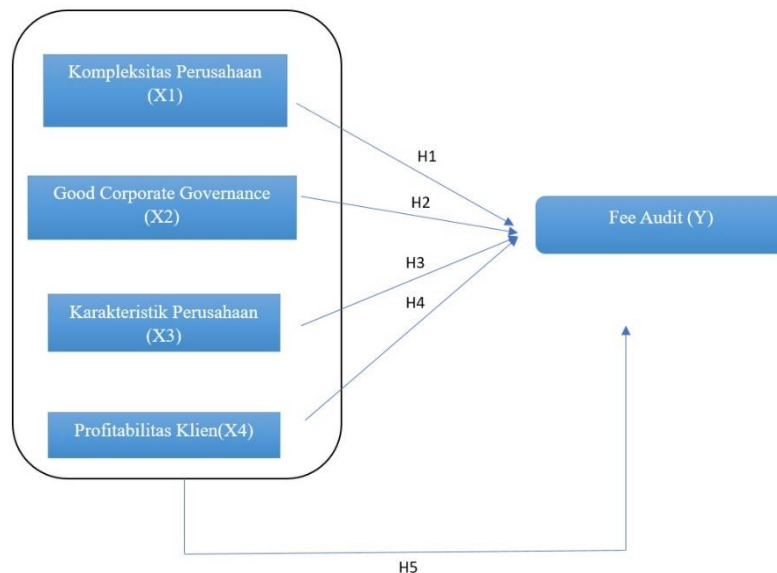 Kompleksitas Perusahaan
(X1)
H1
Good Corporate Governance
(X2)
H2
Fee Audit (Y)
H3
Karakteristik Perusahaan
(X3)
H4
Profitabilitas Klien(X4)
H5